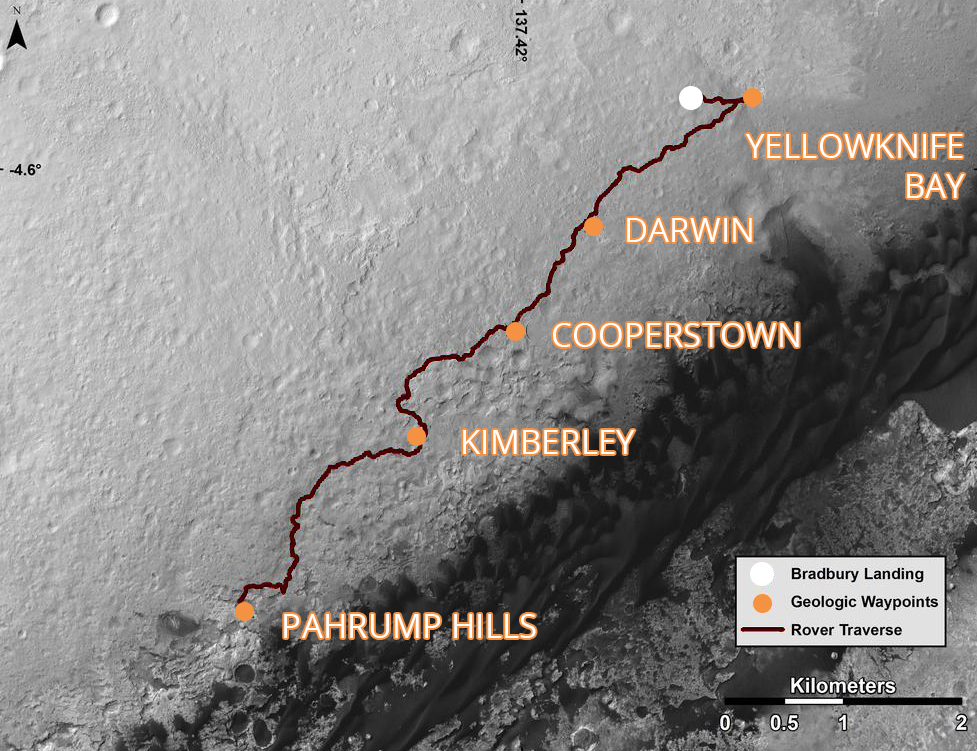 N
137.42°
-4.6°
YELLOWKNIFE
BAY
DARWIN
COOPERSTOWN
KIMBERLEY
PAHRUMP HILLS
Bradbury Landing
Geologic Waypoints
Rover Traverse
Kilometers
0 0.5 1 2